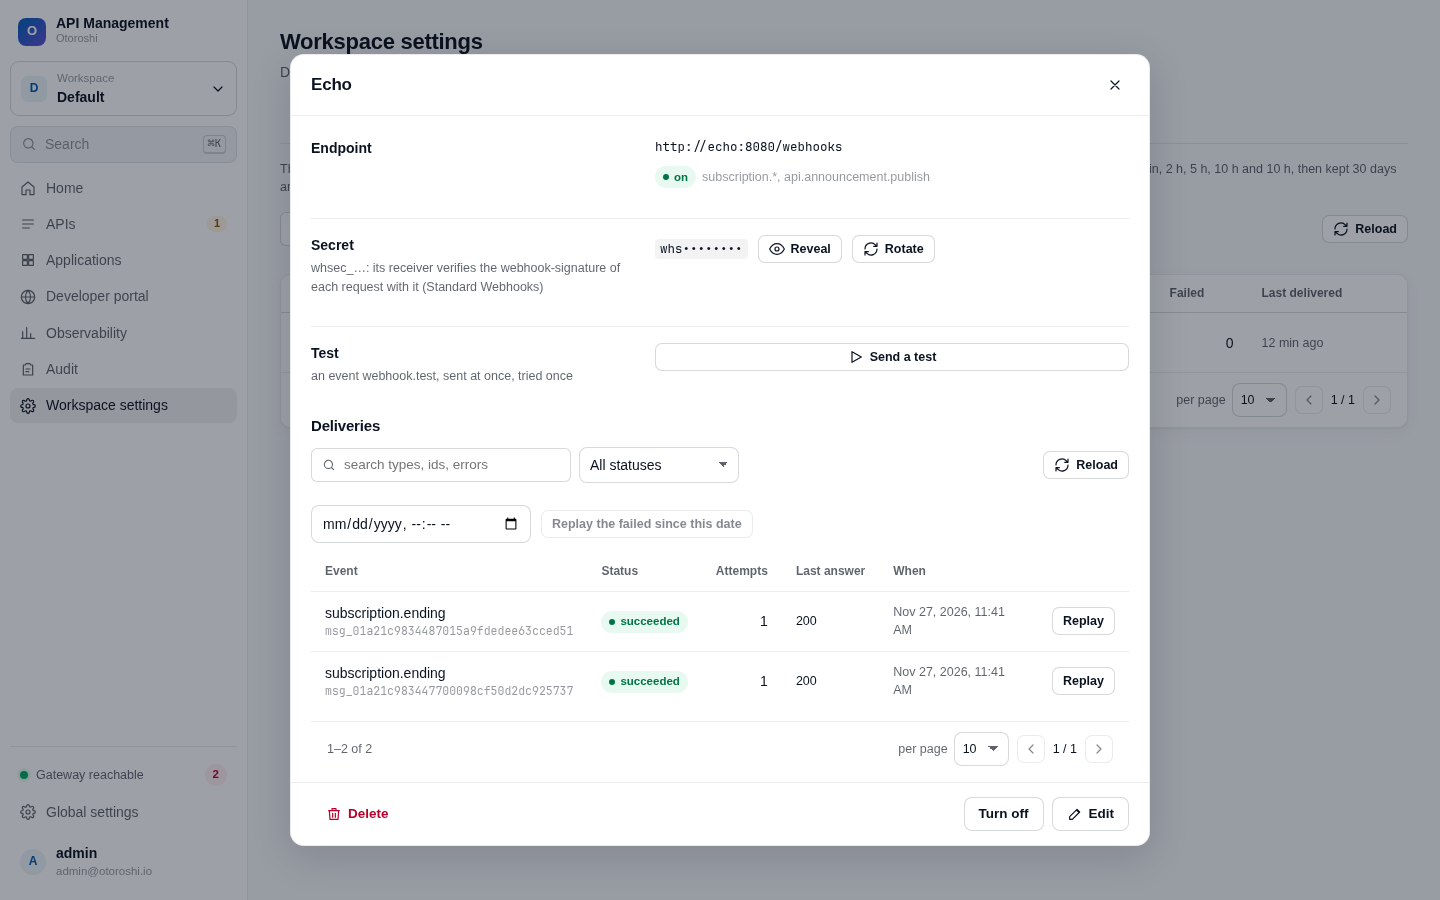 API Management
Otoroshi
O
Workspace
D
Default
Search
⌘K
Home
APIs
1
Applications
Developer portal
Observability
Audit
Workspace settings
Gateway reachable
2
Global settings
A
admin
admin@otoroshi.io
Workspace settings
in, 2 h, 5 h, 10 h and 10 h, then kept 30 days
Reload
Failed
Last delivered
0
12 min ago
per page
10
1 / 1
Echo
Endpoint
http://echo:8080/webhooks
on
subscription.*, api.announcement.publish
Secret
whsec_…: its receiver verifies the webhook-signature of
each request with it (Standard Webhooks)
whs••••••••
Reveal
Rotate
Test
an event webhook.test, sent at once, tried once
Send a test
Deliveries
search types, ids, errors
All statuses
Reload
mm/dd/yyyy, --:-- --
Replay the failed since this date
Event
Status
Attempts
Last answer
When
subscription.ending
msg_01a21c9834487015a9fdedee63cced51
succeeded
1
200
Nov 27, 2026, 11:41
AM
Replay
subscription.ending
msg_01a21c983447700098cf50d2dc925737
succeeded
1
200
Nov 27, 2026, 11:41
AM
Replay
1–2 of 2
per page
10
1 / 1
Delete
Turn off
Edit